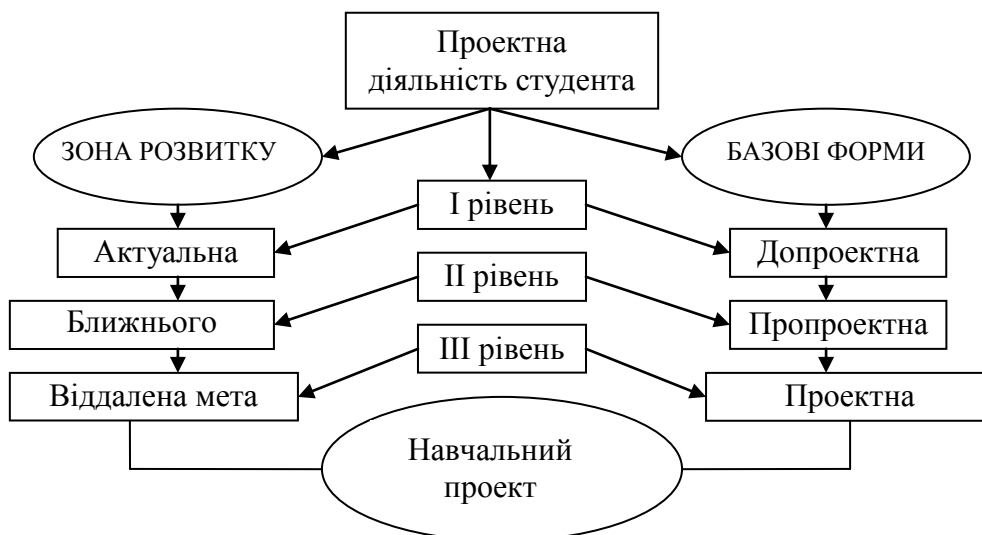 Проектна
діяльність студента
ЗОНА РОЗВИТКУ
БАЗОВІ ФОРМИ
І рівень
Актуальна
Допроектна
ІІ рівень
Ближнього
Пропроектна
ІІІ рівень
Віддалена мета
Проектна
Навчальний
проект